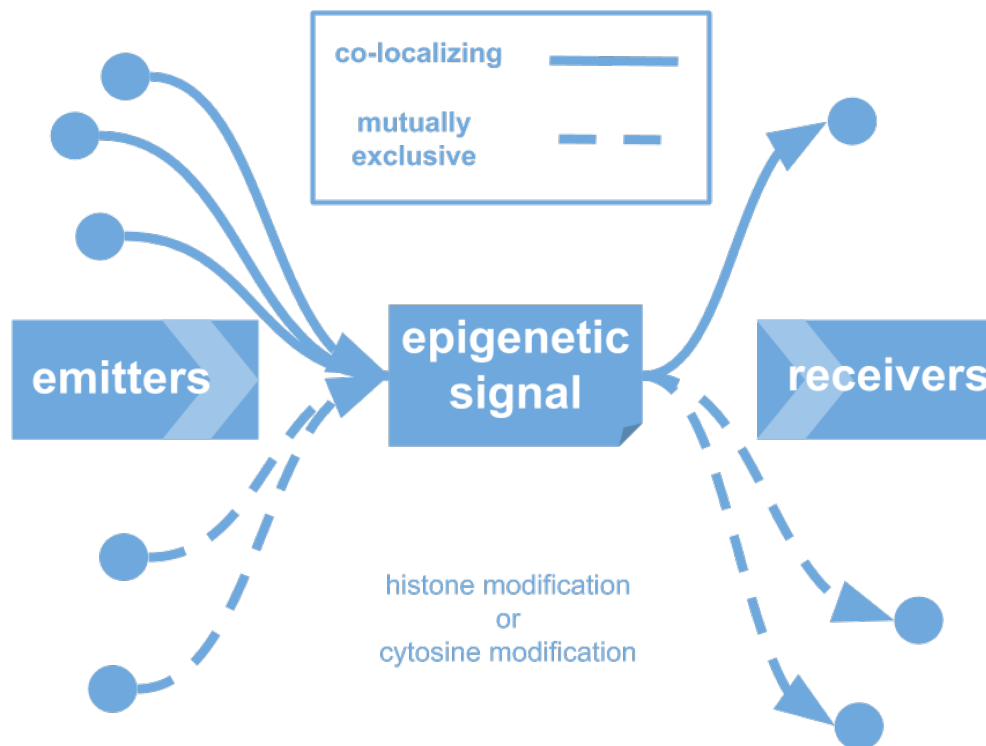 co-localizing
mutually
exclusive
epigenetic
signal
emitters
receivers
histone modification
or
cytosine modification